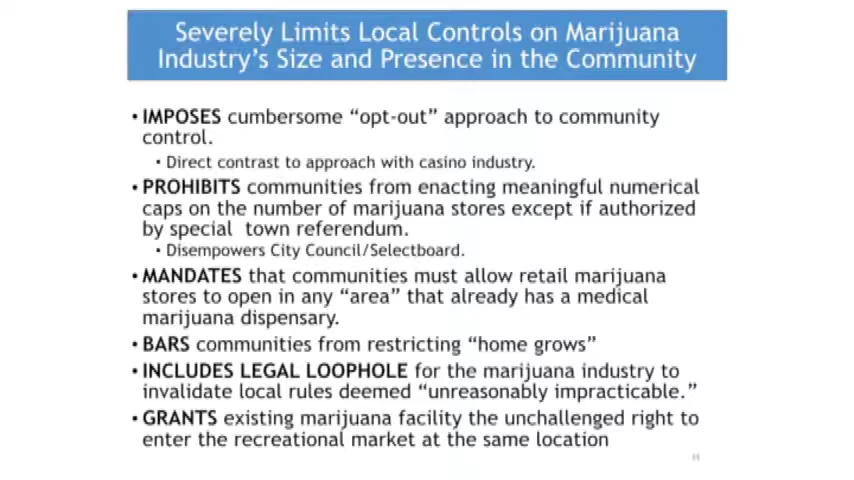 Severely Limits Local Controls on Marijuana
Industry's Size and Presence in the Community
• IMPOSES cumbersome “opt-out” approach to community
control.
• Direct contrast to approach with casino industry.
• PROHIBITS communities from enacting meaningful numerical
caps on the number of marijuana stores except if authorized
by special town referendum.
• Disempowers City Council/Selectboard.
• MANDATES that communities must allow retail marijuana
stores to open in any “area” that already has a medical
marijuana dispensary.
• BARS communities from restricting “home grows”
• INCLUDES LEGAL LOOPHOLE for the marijuana industry to
invalidate local rules deemed “unreasonably impracticable.”
• GRANTS existing marijuana facility the unchallenged right to
enter the recreational market at the same location